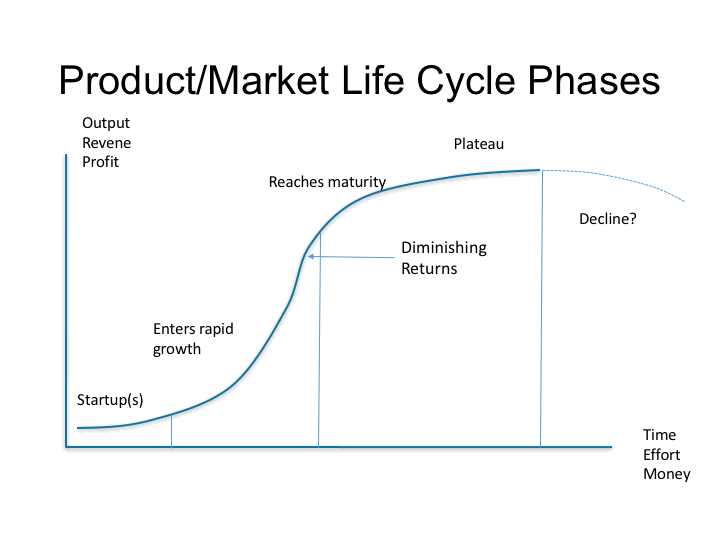 Product/Market Life Cycle Phases
Output
Revene
Profit
Plateau
Reaches maturity
Decline?
Diminishing
Returns
Enters rapid
growth
Startup(s)
Time
Effort
Money